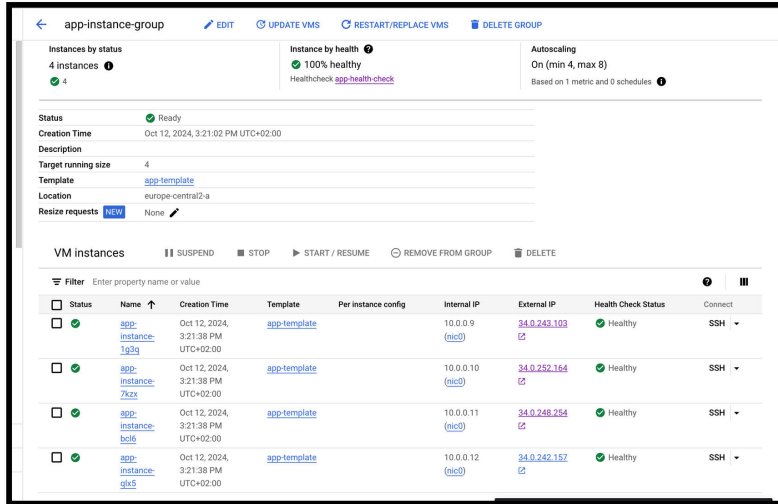 app-instance-group EDIT UPDATE VMS RESTART/REPLACE VMS DELETE GROUP
Instances by status Instance by health Autoscaling
4 instances 100% healthy On (min 4, max 8)
4 Healthcheck app-health-check Based on 1 metric and 0 schedules
Status Ready
Creation Time Oct 12, 2024, 3:21:02 PM UTC+02:00
Description
Target running size 4
Template app-template
Location europe-central2-a
Resize requests NEW None
VM instances SUSPEND STOP START / RESUME REMOVE FROM GROUP DELETE
Filter Enter property name or value
Status Name Creation Time Template Per instance config Internal IP External IP Health Check Status Connect
app- Oct 12, 2024, app-template 10.0.0.9 34.0.243.103 Healthy SSH
instance- 3:21:38 PM (nic0)
1g3q UTC+02:00
app- Oct 12, 2024, app-template 10.0.0.10 34.0.252.164 Healthy SSH
instance- 3:21:38 PM (nic0)
7kzx UTC+02:00
app- Oct 12, 2024, app-template 10.0.0.11 34.0.248.254 Healthy SSH
instance- 3:21:38 PM (nic0)
bcl6 UTC+02:00
app- Oct 12, 2024, app-template 10.0.0.12 34.0.242.157 Healthy SSH
instance- 3:21:38 PM (nic0)
qlx5 UTC+02:00